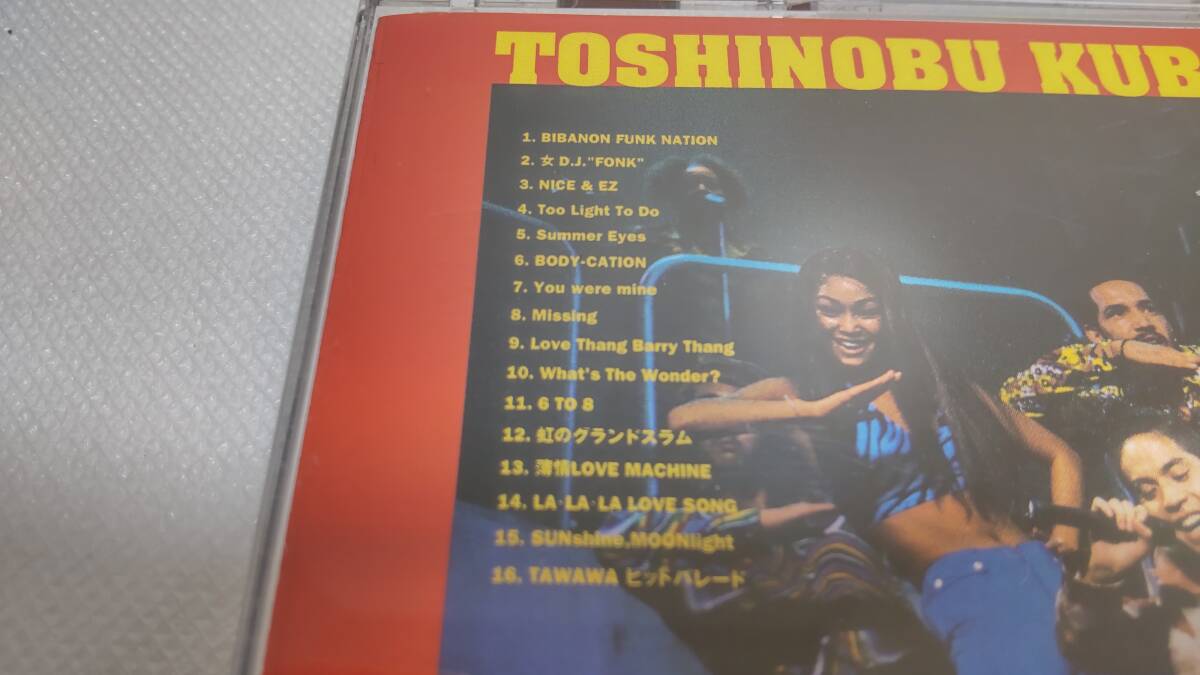 TOSHINOBU KUB
1. BIBANON FUNK NATION
2. 女 D.J."FONK"
3. NICE & EZ
4. Too Light To Do
5. Summer Eyes
6. BODY-CATION
7. You were mine
8. Missing
9. Love Thang Barry Thang
10. What's The Wonder?
11. 6 TO 8
12. 虹のグランドスラム
13. 薄情LOVE MACHINE
14. LA・LA・LA LOVE SONG
15. SUNshine,MOONlight
16. TAWAWA ヒットパレード